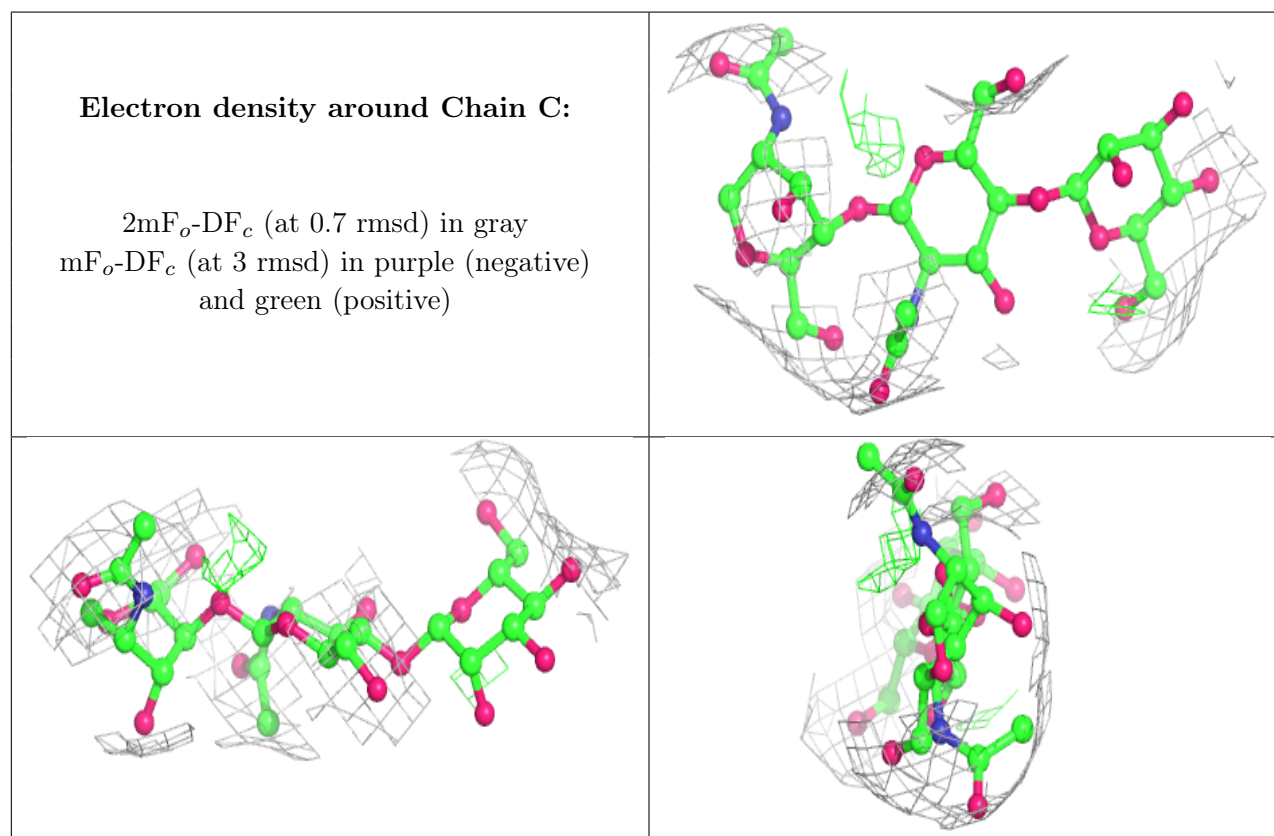 Electron density around Chain C:
2mFₒ-DF𝒸 (at 0.7 rmsd) in gray
mFₒ-DF𝒸 (at 3 rmsd) in purple (negative)
and green (positive)